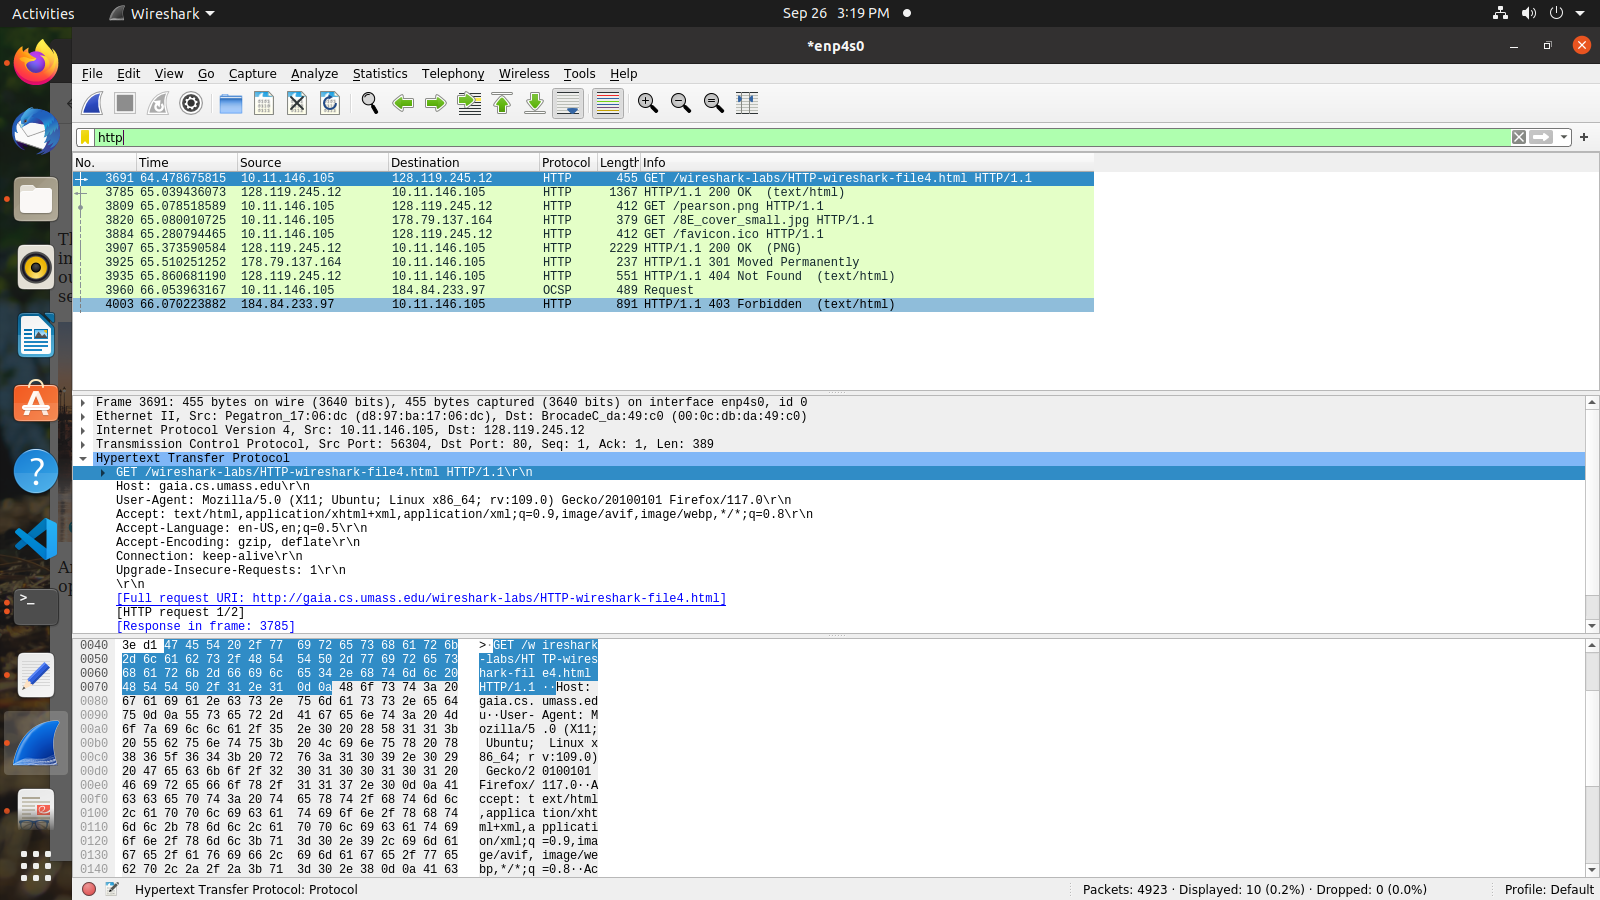 Activities
Wireshark
Sep 26 3:19 PM
*enp4s0
File Edit View Go Capture Analyze Statistics Telephony Wireless Tools Help
http
No. Time Source Destination Protocol Length Info
3691 64.478675815 10.11.146.105 128.119.245.12 HTTP 455 GET /wireshark-labs/HTTP-wireshark-file4.html HTTP/1.1
3785 65.039436073 128.119.245.12 10.11.146.105 HTTP 1367 HTTP/1.1 200 OK (text/html)
3809 65.078518589 10.11.146.105 128.119.245.12 HTTP 412 GET /pearson.png HTTP/1.1
3820 65.080010725 10.11.146.105 178.79.137.164 HTTP 379 GET /8E_cover_small.jpg HTTP/1.1
3884 65.280794465 10.11.146.105 128.119.245.12 HTTP 412 GET /favicon.ico HTTP/1.1
3907 65.373590584 128.119.245.12 10.11.146.105 HTTP 2229 HTTP/1.1 200 OK (PNG)
3925 65.510251252 178.79.137.164 10.11.146.105 HTTP 237 HTTP/1.1 301 Moved Permanently
3935 65.860681190 128.119.245.12 10.11.146.105 HTTP 551 HTTP/1.1 404 Not Found (text/html)
3960 66.053963167 10.11.146.105 184.84.233.97 OCSP 489 Request
4003 66.070223882 184.84.233.97 10.11.146.105 HTTP 891 HTTP/1.1 403 Forbidden (text/html)
Frame 3691: 455 bytes on wire (3640 bits), 455 bytes captured (3640 bits) on interface enp4s0, id 0
Ethernet II, Src: Pegatron_17:06:dc (d8:97:ba:17:06:dc), Dst: BrocadeC_da:49:c0 (00:0c:db:da:49:c0)
Internet Protocol Version 4, Src: 10.11.146.105, Dst: 128.119.245.12
Transmission Control Protocol, Src Port: 56304, Dst Port: 80, Seq: 1, Ack: 1, Len: 389
Hypertext Transfer Protocol
GET /wireshark-labs/HTTP-wireshark-file4.html HTTP/1.1\r\n
Host: gaia.cs.umass.edu\r\n
User-Agent: Mozilla/5.0 (X11; Ubuntu; Linux x86_64; rv:109.0) Gecko/20100101 Firefox/117.0\r\n
Accept: text/html,application/xhtml+xml,application/xml;q=0.9,image/avif,image/webp,*/*;q=0.8\r\n
Accept-Language: en-US,en;q=0.5\r\n
Accept-Encoding: gzip, deflate\r\n
Connection: keep-alive\r\n
Upgrade-Insecure-Requests: 1\r\n
\r\n
[Full request URI: http://gaia.cs.umass.edu/wireshark-labs/HTTP-wireshark-file4.html]
[HTTP request 1/2]
[Response in frame: 3785]
0040 3e d1 47 45 54 20 2f 77 69 72 65 73 68 61 72 6b >·GET /w ireshark
0050 2d 6c 61 62 73 2f 48 54 54 50 2d 77 69 72 65 73 -labs/HT TP-wires
0060 68 61 72 6b 2d 66 69 6c 65 34 2e 68 74 6d 6c 20 hark-fil e4.html
0070 48 54 54 50 2f 31 2e 31 0d 0a 48 6f 73 74 3a 20 HTTP/1.1 ··Host:
0080 67 61 69 61 2e 63 73 2e 75 6d 61 73 73 2e 65 64 gaia.cs. umass.ed
0090 75 0d 0a 55 73 65 72 2d 41 67 65 6e 74 3a 20 4d u··User- Agent: M
00a0 6f 7a 69 6c 6c 61 2f 35 2e 30 20 28 58 31 31 3b ozilla/5 .0 (X11;
00b0 20 55 62 75 6e 74 75 3b 20 4c 69 6e 75 78 20 78 Ubuntu; Linux x
00c0 38 36 5f 36 34 3b 20 72 76 3a 31 30 39 2e 30 29 86_64; r v:109.0)
00d0 20 47 65 63 6b 6f 2f 32 30 31 30 30 31 30 31 20 Gecko/2 0100101
00e0 46 69 72 65 66 6f 78 2f 31 31 37 2e 30 0d 0a 41 Firefox/ 117.0··A
00f0 63 63 65 70 74 3a 20 74 65 78 74 2f 68 74 6d 6c ccept: t ext/html
0100 2c 61 70 70 6c 69 63 61 74 69 6f 6e 2f 78 68 74 ,applica tion/xht
0110 6d 6c 2b 78 6d 6c 2c 61 70 70 6c 69 63 61 74 69 ml+xml,a pplicati
0120 6f 6e 2f 78 6d 6c 3b 71 3d 30 2e 39 2c 69 6d 61 on/xml;q =0.9,ima
0130 67 65 2f 61 76 69 66 2c 69 6d 61 67 65 2f 77 65 ge/avif, image/we
0140 62 70 2c 2a 2f 2a 3b 71 3d 30 2e 38 0d 0a 41 63 bp,*/*;q =0.8··Ac
Hypertext Transfer Protocol: Protocol
Packets: 4923 · Displayed: 10 (0.2%) · Dropped: 0 (0.0%)
Profile: Default